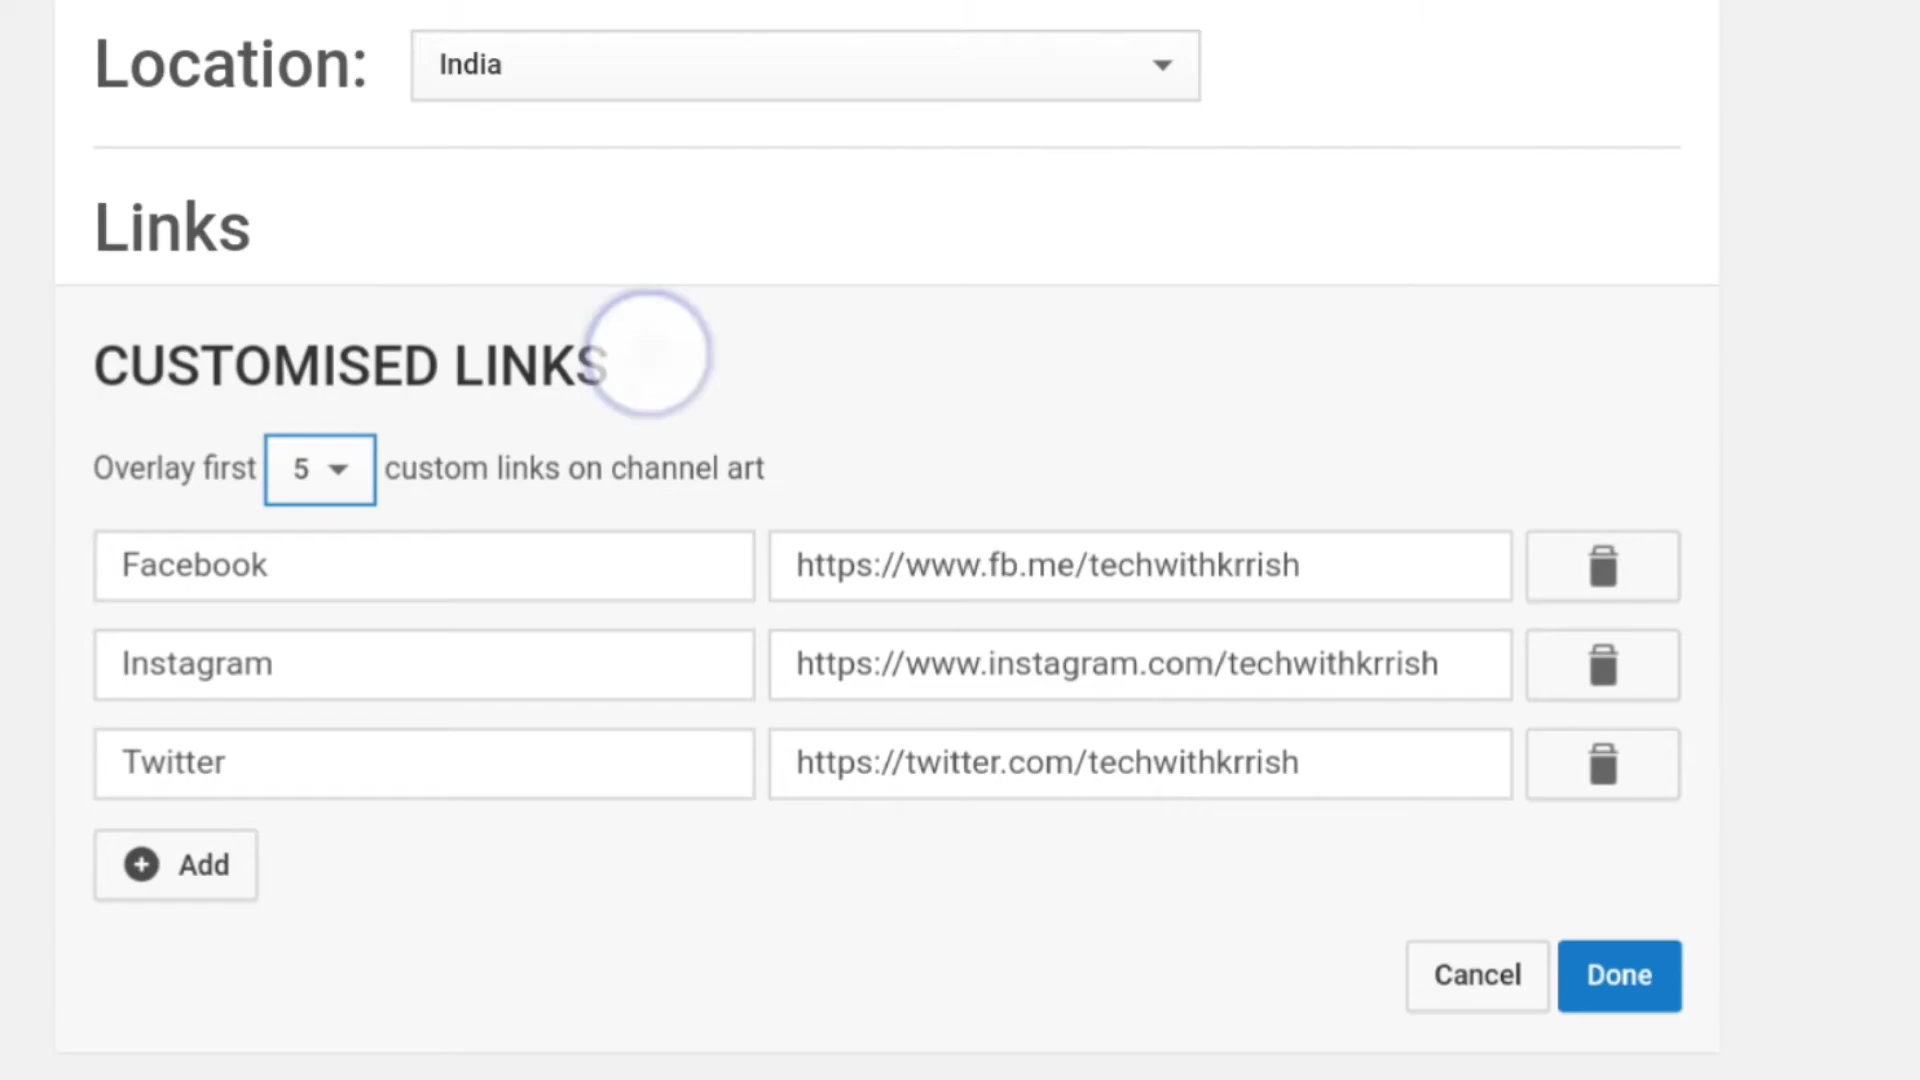 Location: India
Links
CUSTOMISED LINKS
Overlay first 5 custom links on channel art
Facebook https://www.fb.me/techwithkrrish
Instagram https://www.instagram.com/techwithkrrish
Twitter https://twitter.com/techwithkrrish
Add
Cancel Done